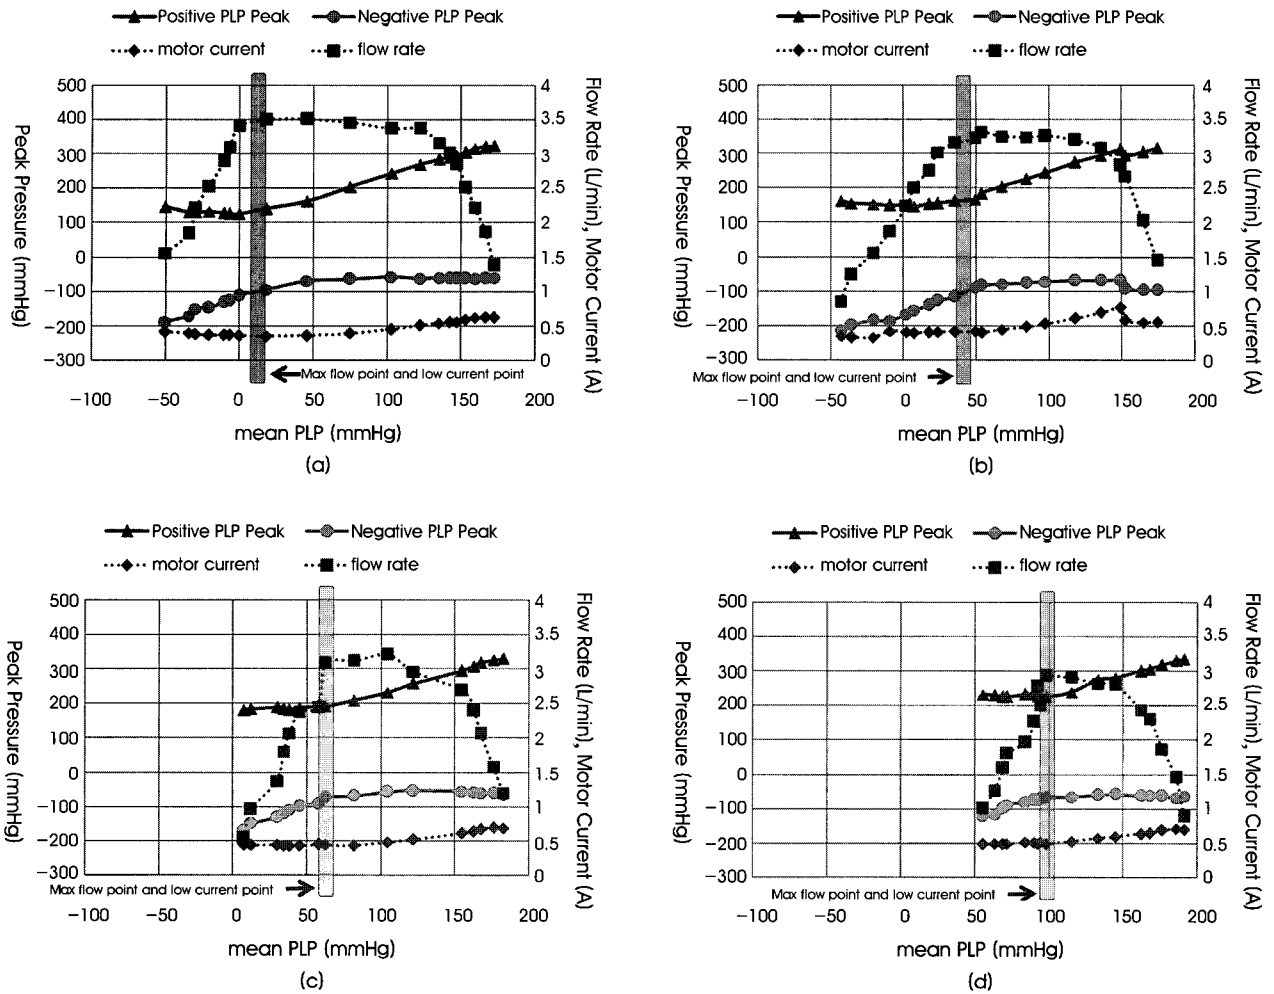 Positive PLP Peak Negative PLP Peak
motor current flow rate
500 4
400 3.5
300 3
200 2.5
100 2
0 1.5
−100 1
−200 0.5
−300 0
Peak Pressure (mmHg)
Flow Rate (L/min), Motor Current (A)
Max flow point and low current point
−100 −50 0 50 100 150 200
mean PLP (mmHg)
(a)
Positive PLP Peak Negative PLP Peak
motor current flow rate
500 4
400 3.5
300 3
200 2.5
100 2
0 1.5
−100 1
−200 0.5
−300 0
Peak Pressure (mmHg)
Flow Rate (L/min), Motor Current (A)
Max flow point and low current point
−100 −50 0 50 100 150 200
mean PLP (mmHg)
(b)
Positive PLP Peak Negative PLP Peak
motor current flow rate
500 4
400 3.5
300 3
200 2.5
100 2
0 1.5
−100 1
−200 0.5
−300 0
Peak Pressure (mmHg)
Flow Rate (L/min), Motor Current (A)
Max flow point and low current point
−100 −50 0 50 100 150 200
mean PLP (mmHg)
(c)
Positive PLP Peak Negative PLP Peak
motor current flow rate
500 4
400 3.5
300 3
200 2.5
100 2
0 1.5
−100 1
−200 0.5
−300 0
Peak Pressure (mmHg)
Flow Rate (L/min), Motor Current (A)
Max flow point and low current point
−100 −50 0 50 100 150 200
mean PLP (mmHg)
(d)